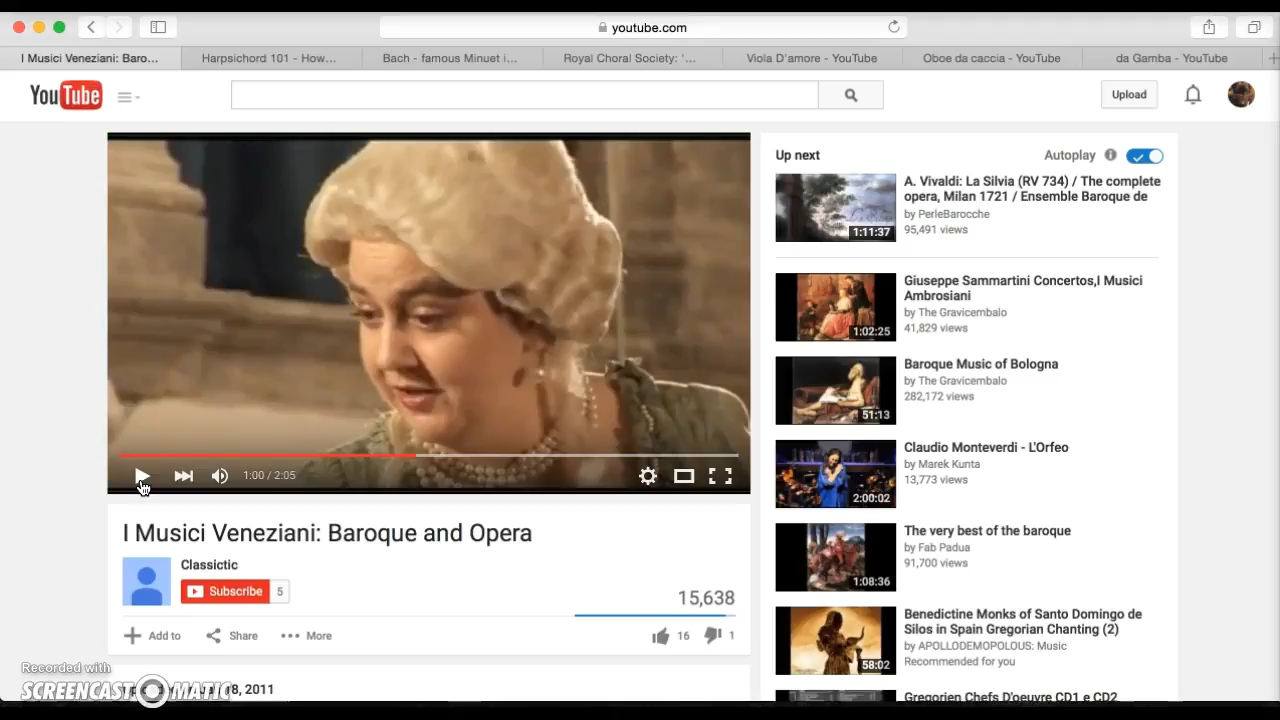 youtube.com
I Musici Veneziani: Baro...
Harpsichord 101 - How...
Bach - famous Minuet i...
Royal Choral Society: '...
Viola D'amore - YouTube
Oboe da caccia - YouTube
da Gamba - YouTube
YouTube
Upload
Up next
Autoplay
A. Vivaldi: La Silvia (RV 734) / The complete
opera, Milan 1721 / Ensemble Baroque de
by PerleBarocche
95,491 views
1:11:37
Giuseppe Sammartini Concertos,I Musici
Ambrosiani
by The Gravicembalo
41,829 views
1:02:25
Baroque Music of Bologna
by The Gravicembalo
282,172 views
51:13
Claudio Monteverdi - L'Orfeo
by Marek Kunta
13,773 views
2:00:02
The very best of the baroque
by Fab Padua
91,700 views
1:08:36
Benedictine Monks of Santo Domingo de
Silos in Spain Gregorian Chanting (2)
by APOLLODEMOPOLOUS: Music
Recommended for you
58:02
Gregorien Chefs D'oeuvre CD1 e CD2
1:00 / 2:05
I Musici Veneziani: Baroque and Opera
Classictic
Subscribe 5
15,638
Add to Share More 16 1
Recorded with
SCREENCAST-O-MATIC
8, 2011